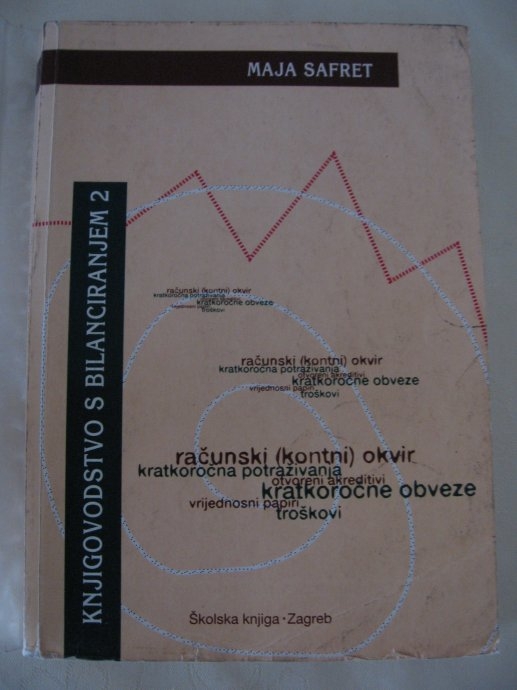 MAJA SAFRET
KNJIGOVODSTVO S BILANCIRANJEM 2
računski (kontni) okvir
kratkoročna potraživanja
kratkoročne obveze
troškovi
računski (kontni) okvir
kratkoročna potraživanja
otvoreni akreditivi
kratkoročne obveze
vrijednosni papiri
troškovi
računski (kontni) okvir
kratkoročna potraživanja
otvoreni akreditivi
kratkoročne obveze
vrijednosni papiri
troškovi
Školska knjiga · Zagreb